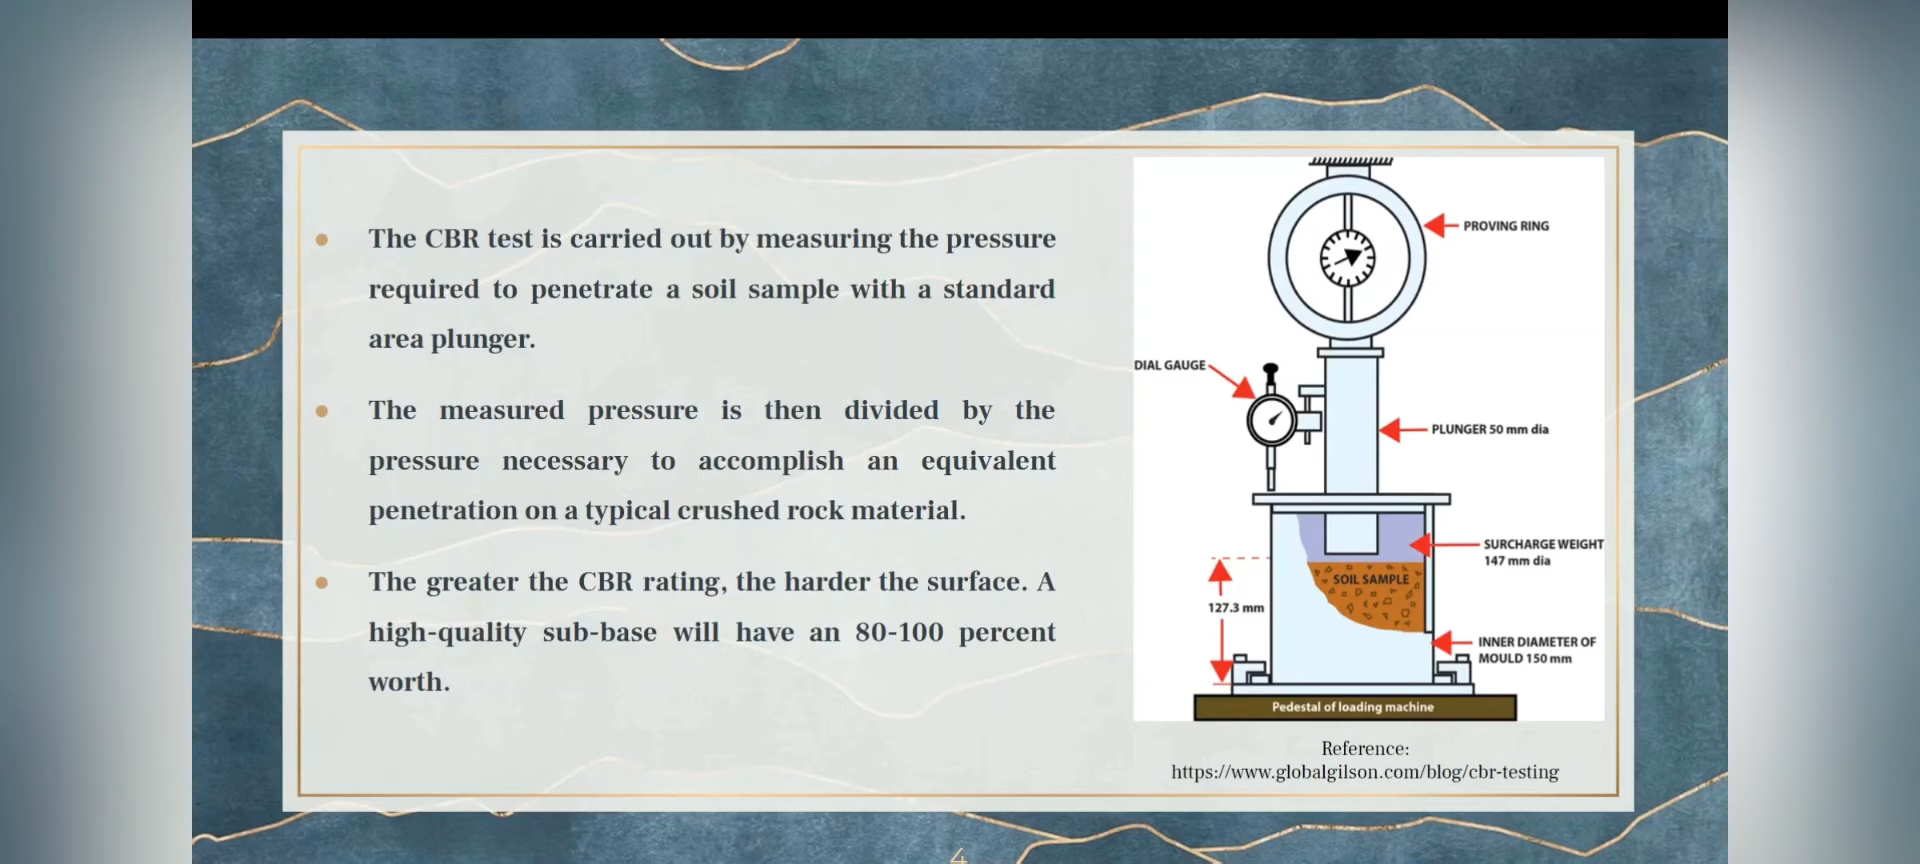 The CBR test is carried out by measuring the pressure
required to penetrate a soil sample with a standard
area plunger.
The measured pressure is then divided by the
pressure necessary to accomplish an equivalent
penetration on a typical crushed rock material.
The greater the CBR rating, the harder the surface. A
high-quality sub-base will have an 80-100 percent
worth.
PROVING RING
DIAL GAUGE
PLUNGER 50 mm dia
SURCHARGE WEIGHT
147 mm dia
SOIL SAMPLE
127.3 mm
INNER DIAMETER OF
MOULD 150 mm
Pedestal of loading machine
Reference:
https://www.globalgilson.com/blog/cbr-testing
4